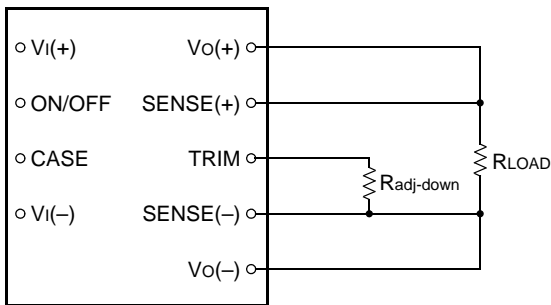 VI(+) VO(+)
ON/OFF SENSE(+)
CASE TRIM
RLOAD
Radj-down
VI(–) SENSE(–)
VO(–)